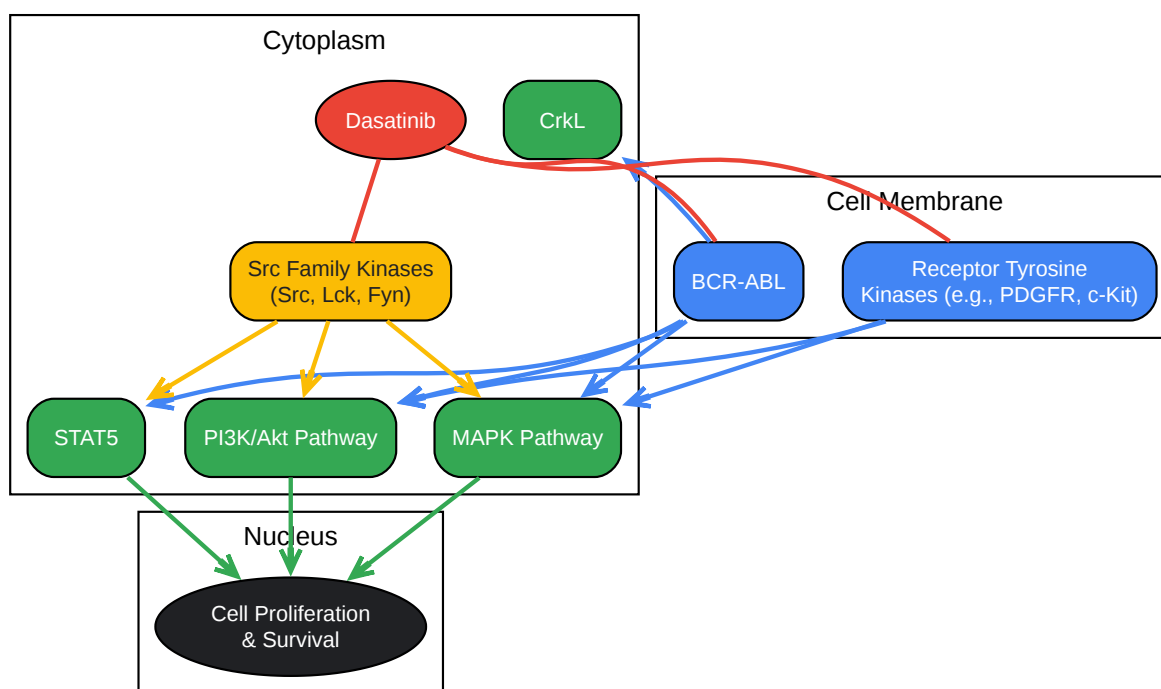 Cytoplasm
Dasatinib
CrkL
Cell Membrane
Src Family Kinases
(Src, Lck, Fyn)
BCR-ABL
Receptor Tyrosine
Kinases (e.g., PDGFR, c-Kit)
STAT5
PI3K/Akt Pathway
MAPK Pathway
Nucleus
Cell Proliferation
& Survival